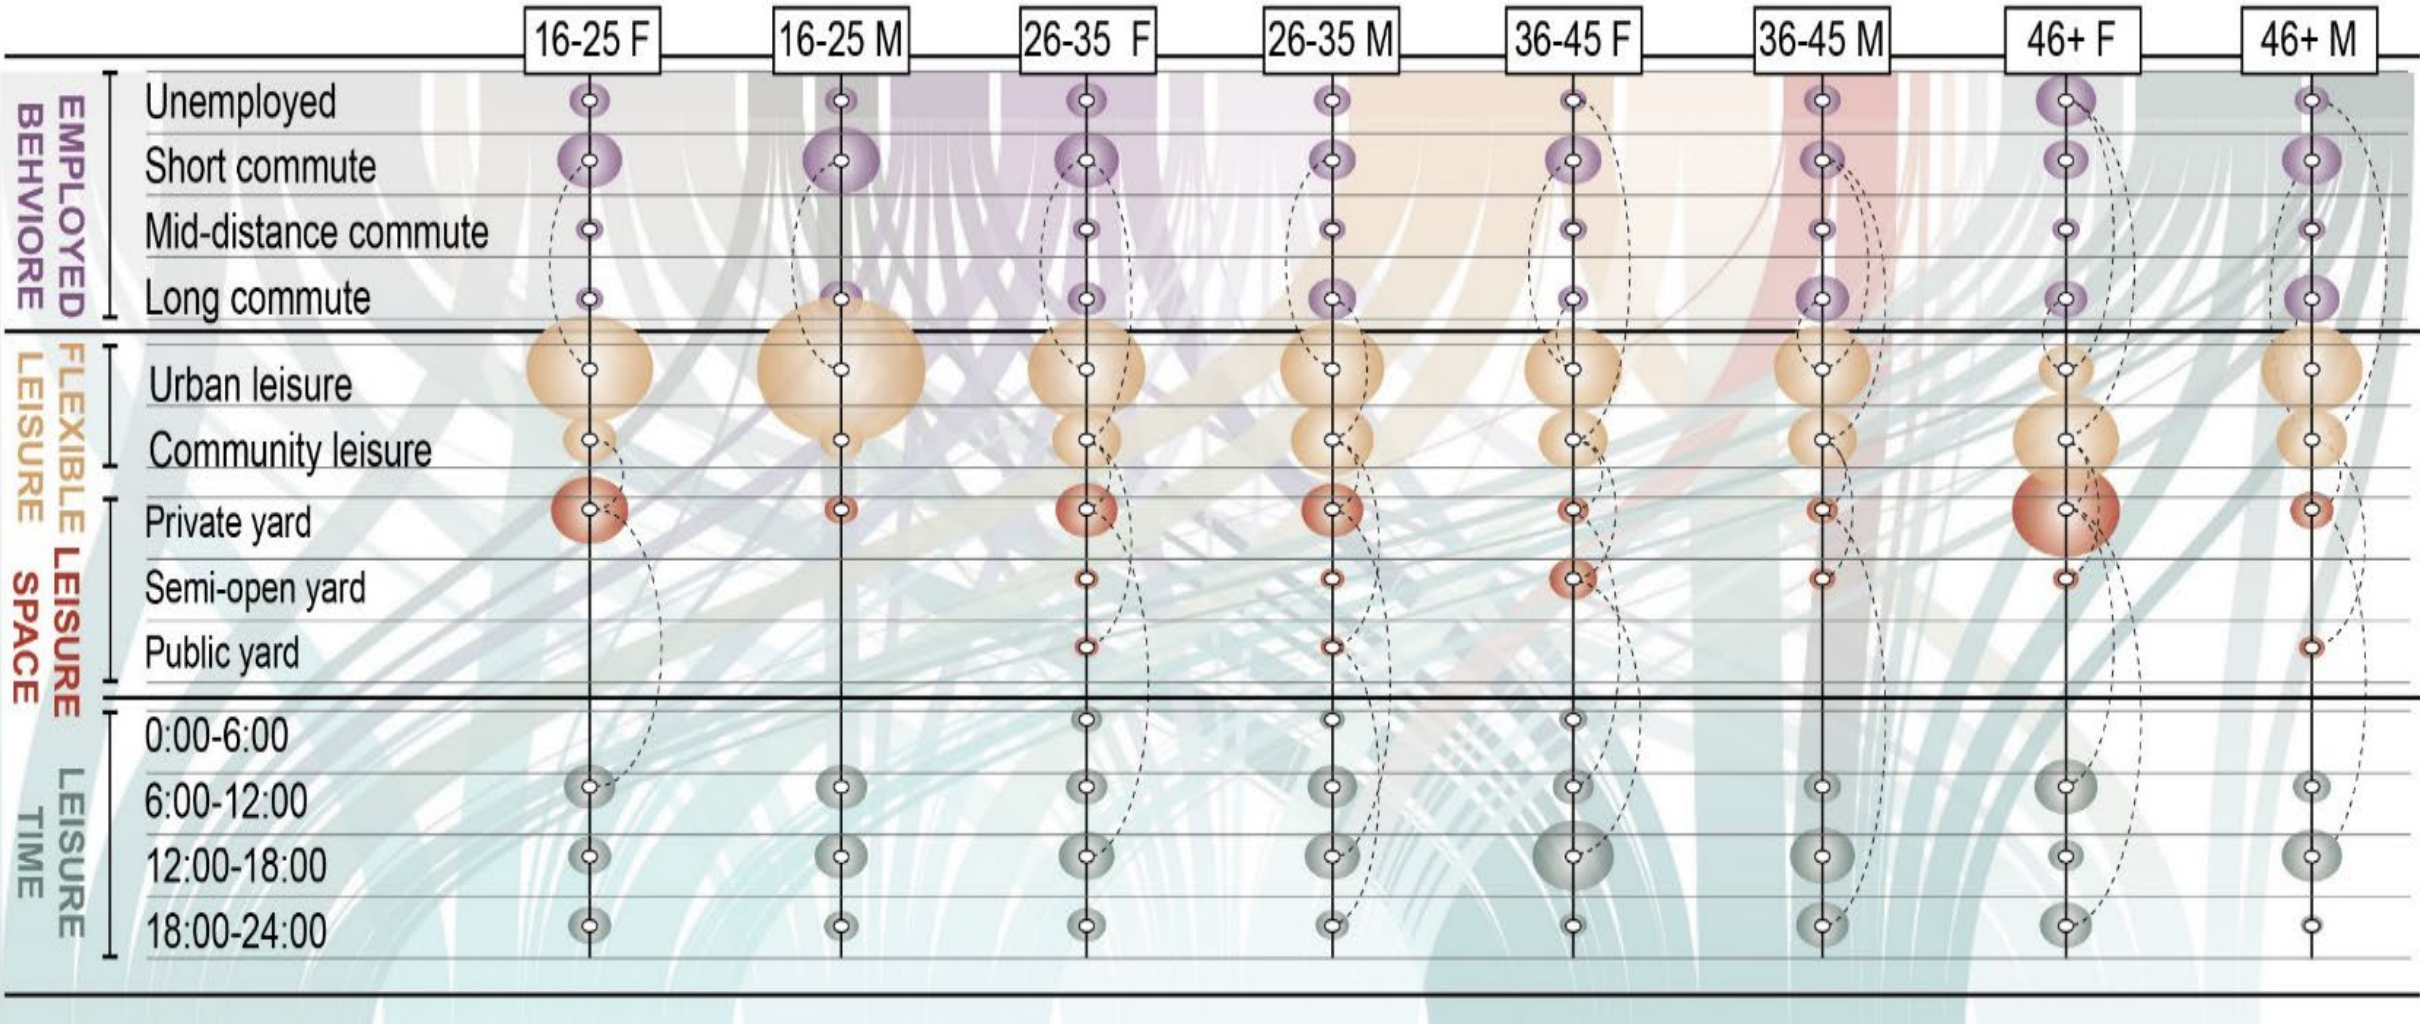 16-25 F
16-25 M
26-35 F
26-35 M
36-45 F
36-45 M
46+ F
46+ M
EMPLOYED
BEHVIORE
Unemployed
Short commute
Mid-distance commute
Long commute
FLEXIBLE
LEISURE
Urban leisure
Community leisure
LEISURE
SPACE
Private yard
Semi-open yard
Public yard
LEISURE
TIME
0:00-6:00
6:00-12:00
12:00-18:00
18:00-24:00